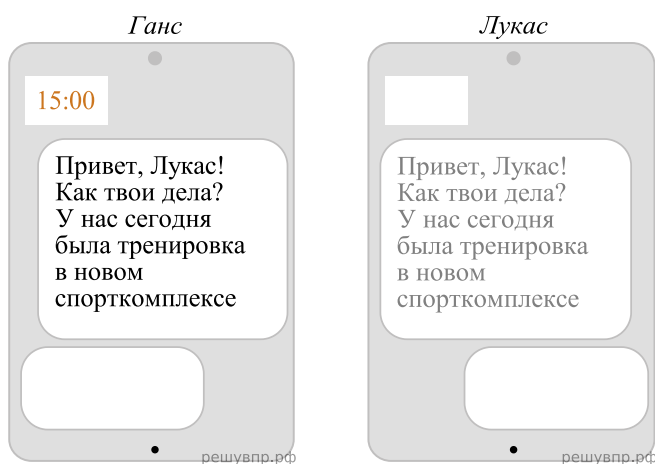 Ганс
15:00
Привет, Лукас!
Как твои дела?
У нас сегодня
была тренировка
в новом
спорткомплексе
решувпр.рф
Лукас
Привет, Лукас!
Как твои дела?
У нас сегодня
была тренировка
в новом
спорткомплексе
решувпр.рф